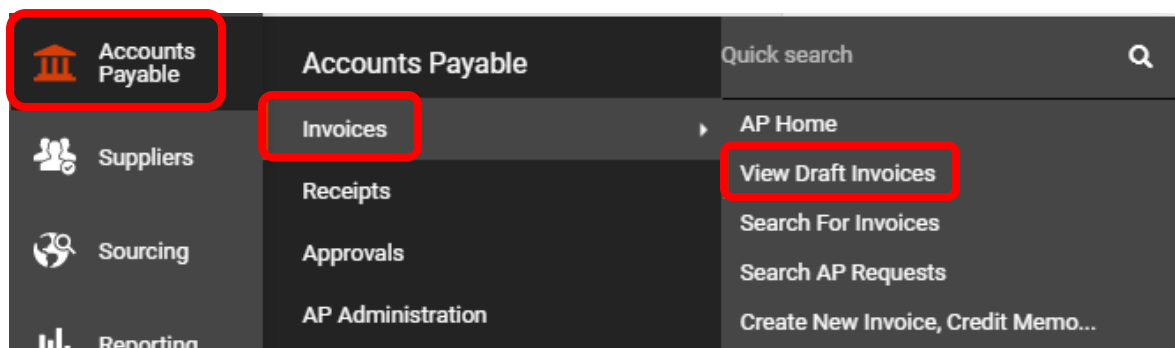 Accounts
Payable
Suppliers
Sourcing
Reporting
Accounts Payable
Invoices
Receipts
Approvals
AP Administration
Quick search
AP Home
View Draft Invoices
Search For Invoices
Search AP Requests
Create New Invoice, Credit Memo...